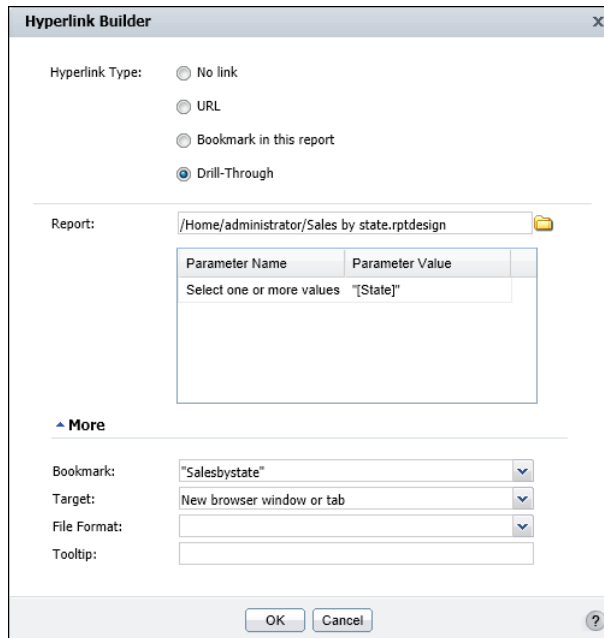 Hyperlink Builder x
Hyperlink Type: No link
URL
Bookmark in this report
Drill-Through
Report: /Home/administrator/Sales by state.rptdesign
Parameter Name Parameter Value
Select one or more values "[State]"
More
Bookmark: "Salesbystate"
Target: New browser window or tab
File Format:
Tooltip:
OK Cancel ?